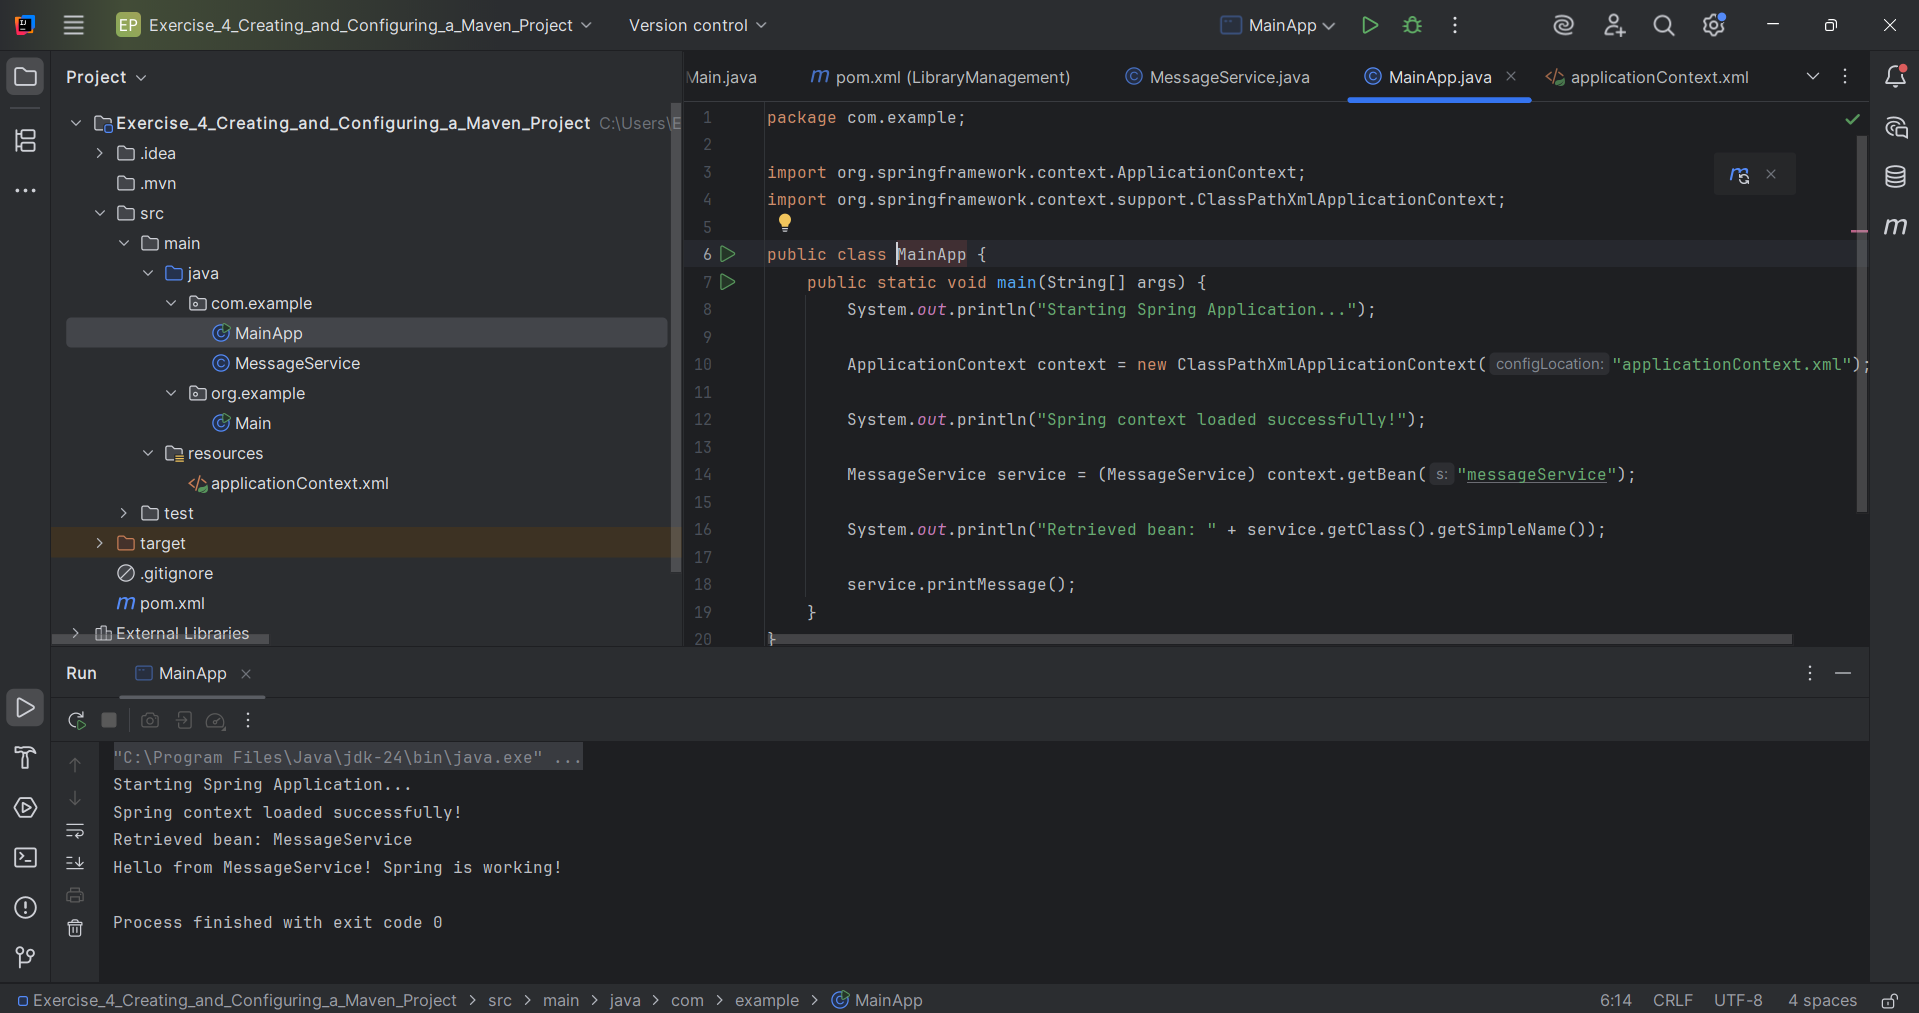 EP Exercise_4_Creating_and_Configuring_a_Maven_Project Version control MainApp
Project
Main.java pom.xml (LibraryManagement) MessageService.java MainApp.java applicationContext.xml
Exercise_4_Creating_and_Configuring_a_Maven_Project C:\Users\E
.idea
.mvn
src
main
java
com.example
MainApp
MessageService
org.example
Main
resources
applicationContext.xml
test
target
.gitignore
pom.xml
External Libraries
1 package com.example;
2
3 import org.springframework.context.ApplicationContext;
4 import org.springframework.context.support.ClassPathXmlApplicationContext;
5
6 public class MainApp {
7 public static void main(String[] args) {
8 System.out.println("Starting Spring Application...");
9
10 ApplicationContext context = new ClassPathXmlApplicationContext( configLocation: "applicationContext.xml");
11
12 System.out.println("Spring context loaded successfully!");
13
14 MessageService service = (MessageService) context.getBean( s: "messageService");
15
16 System.out.println("Retrieved bean: " + service.getClass().getSimpleName());
17
18 service.printMessage();
19 }
20 }
Run MainApp
"C:\Program Files\Java\jdk-24\bin\java.exe" ...
Starting Spring Application...
Spring context loaded successfully!
Retrieved bean: MessageService
Hello from MessageService! Spring is working!
Process finished with exit code 0
Exercise_4_Creating_and_Configuring_a_Maven_Project > src > main > java > com > example > MainApp 6:14 CRLF UTF-8 4 spaces